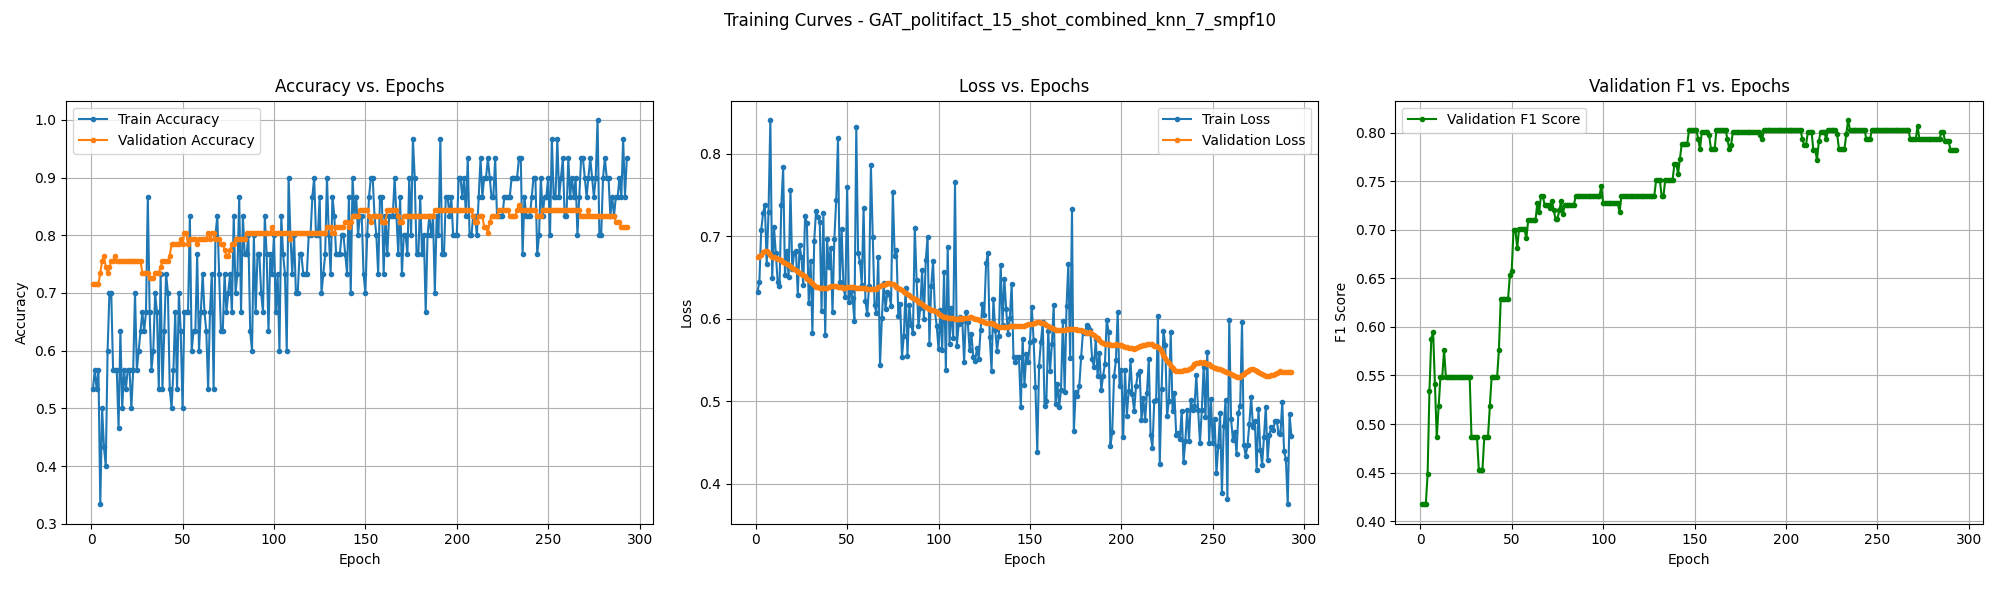 Training Curves - GAT_politifact_15_shot_combined_knn_7_smpf10
Accuracy vs. Epochs
Train Accuracy
Validation Accuracy
1.0
0.9
0.8
0.7
0.6
0.5
0.4
0.3
Accuracy
0 50 100 150 200 250 300
Epoch
Loss vs. Epochs
Train Loss
Validation Loss
0.8
0.7
0.6
0.5
0.4
Loss
0 50 100 150 200 250 300
Epoch
Validation F1 vs. Epochs
Validation F1 Score
0.80
0.75
0.70
0.65
0.60
0.55
0.50
0.45
0.40
F1 Score
0 50 100 150 200 250 300
Epoch